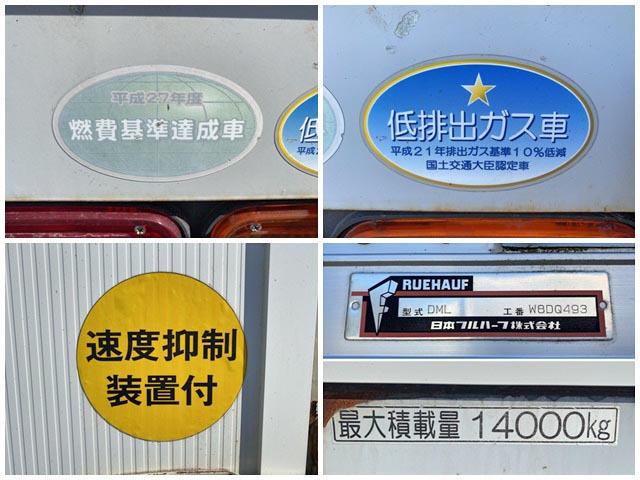 平成27年度
燃費基準達成車
低
平成2
低排出ガス車
平成21年排出ガス基準10%低減
国土交通大臣認定車
速度抑制
装置付
RUEHAUF
型式 DML 工番 W8DQ493
日本フルハーフ株式会社
最大積載量 14000kg